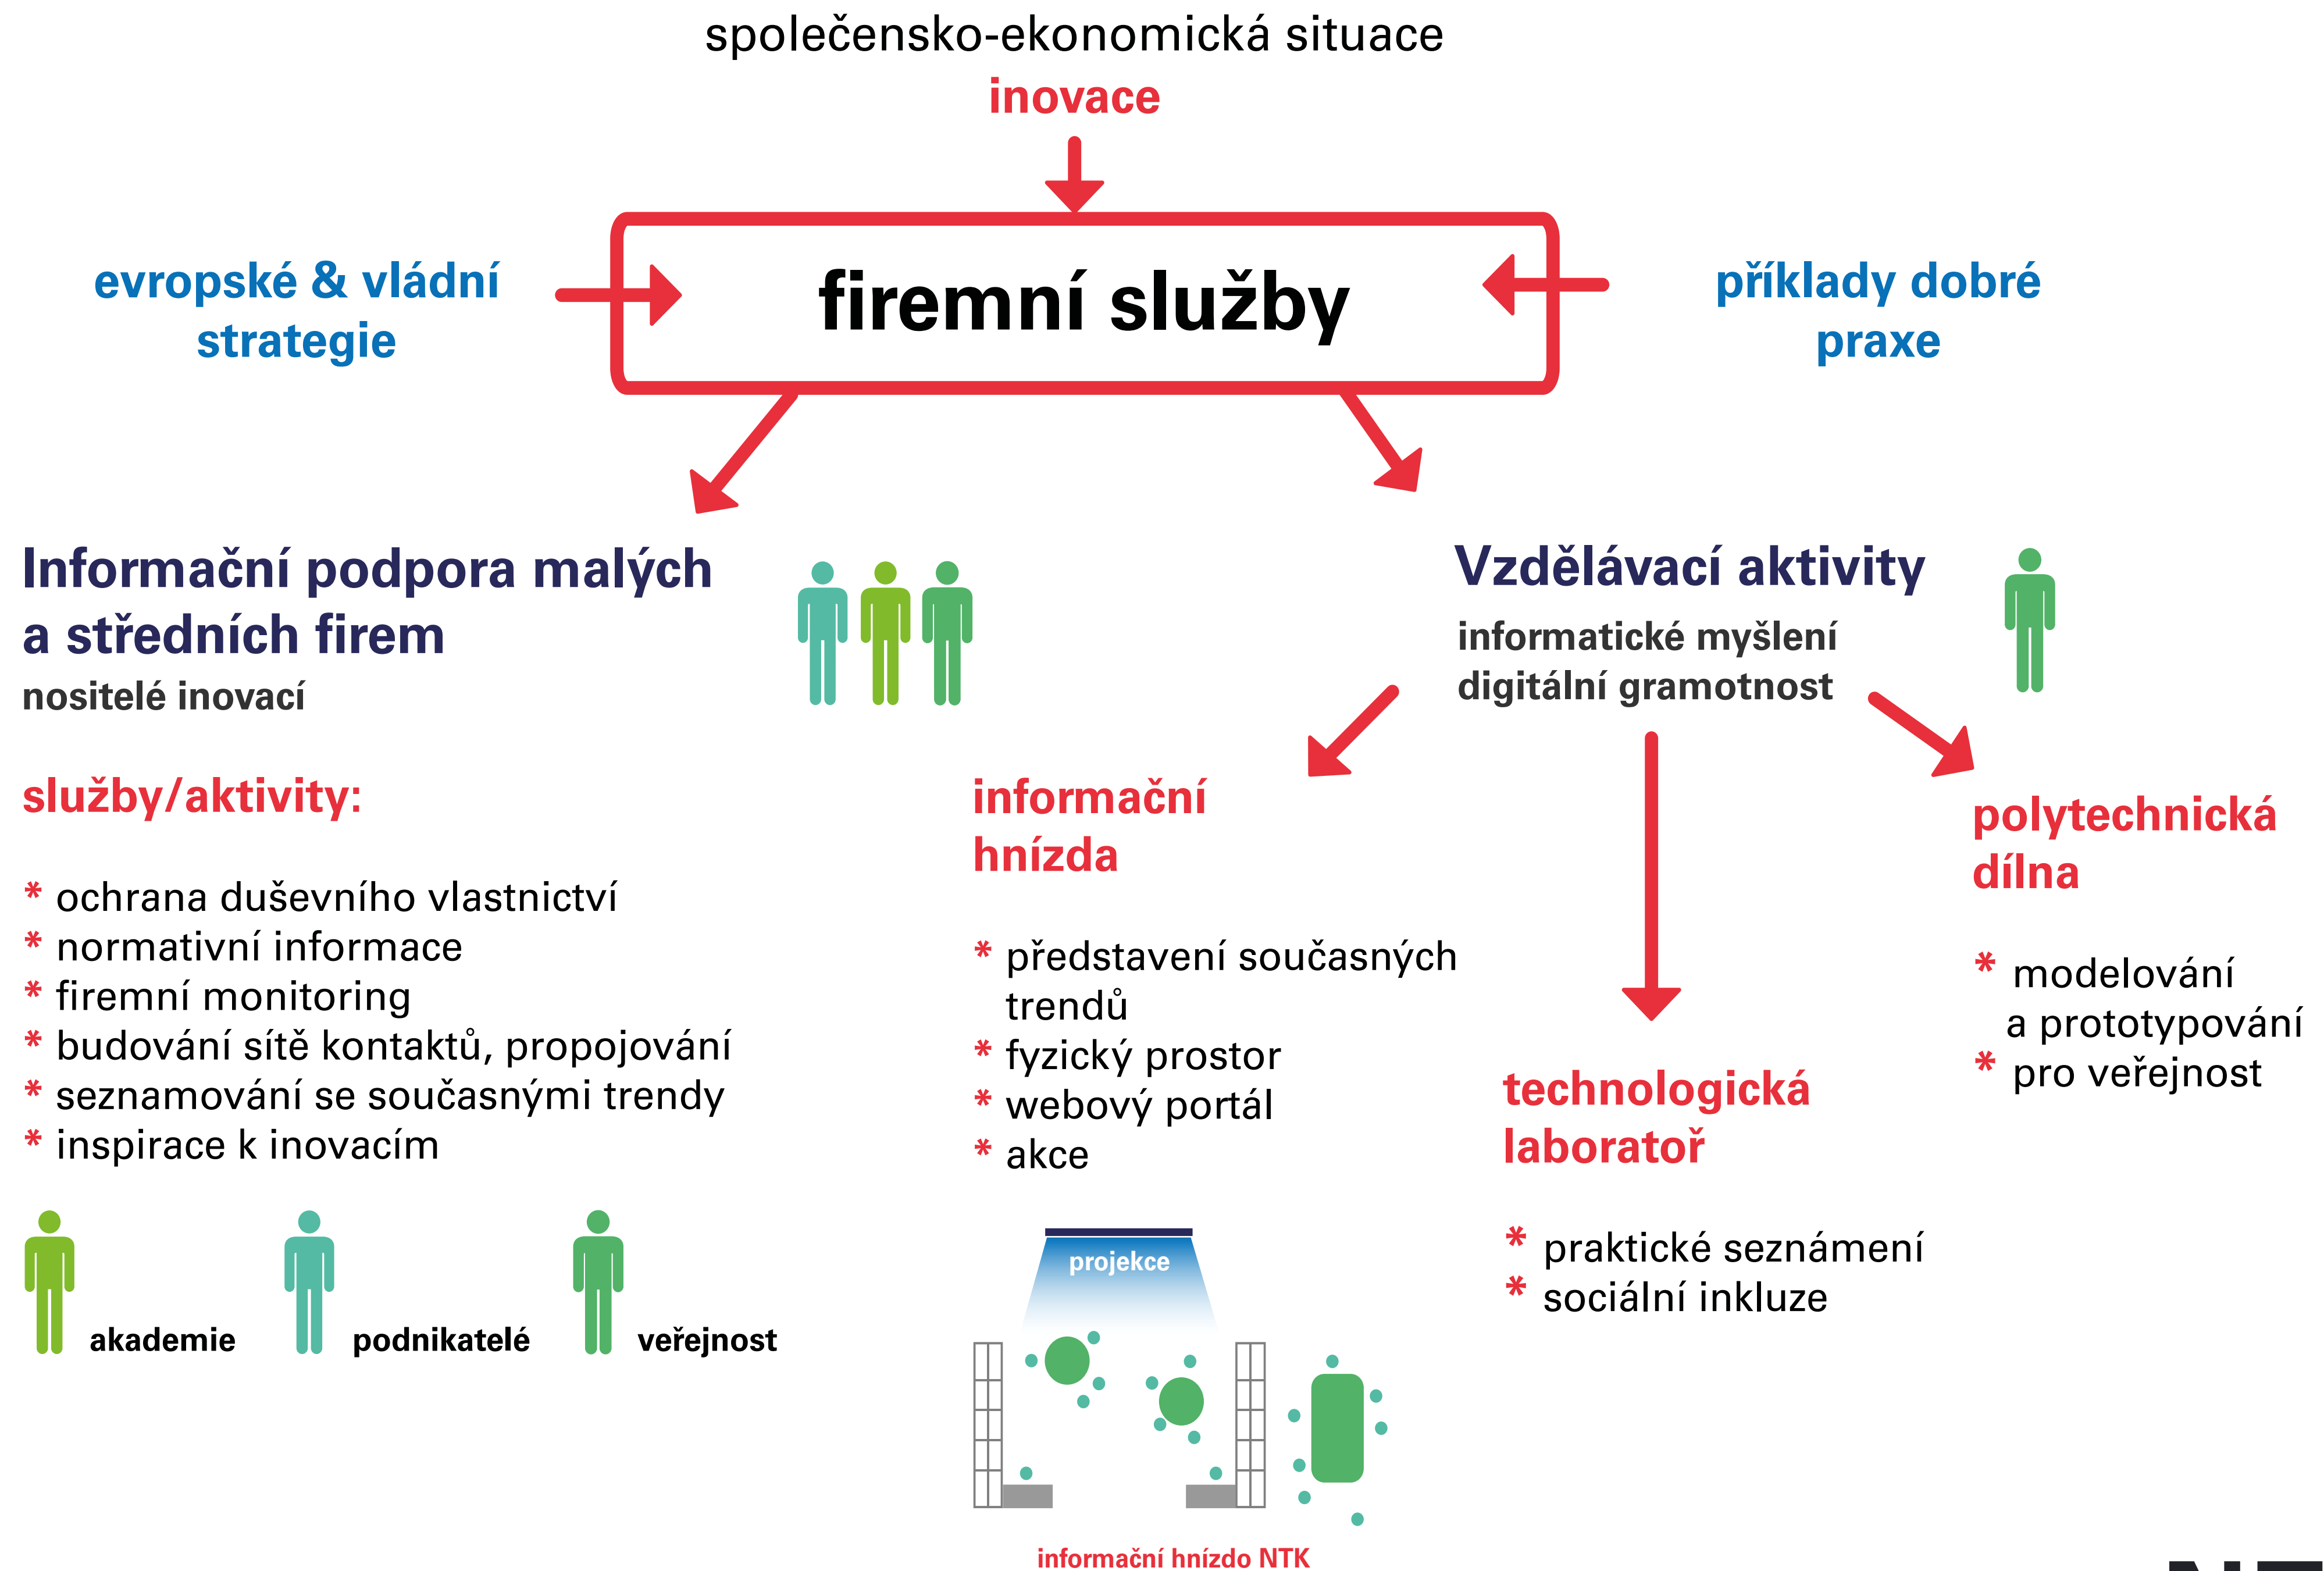 společensko-ekonomická situace
inovace
evropské & vládní
strategie
firemní služby
příklady dobré
praxe
Informační podpora malých
a středních firem
nositelé inovací
služby/aktivity:
* ochrana duševního vlastnictví
* normativní informace
* firemní monitoring
* budování sítě kontaktů, propojování
* seznamování se současnými trendy
* inspirace k inovacím
akademie
podnikatelé
veřejnost
Vzdělávací aktivity
informatické myšlení
digitální gramotnost
informační
hnízda
* představení současných
trendů
* fyzický prostor
* webový portál
* akce
projekce
informační hnízdo NTK
technologická
laboratoř
* praktické seznámení
* sociální inkluze
polytechnická
dílna
* modelování
a prototypování
* pro veřejnost